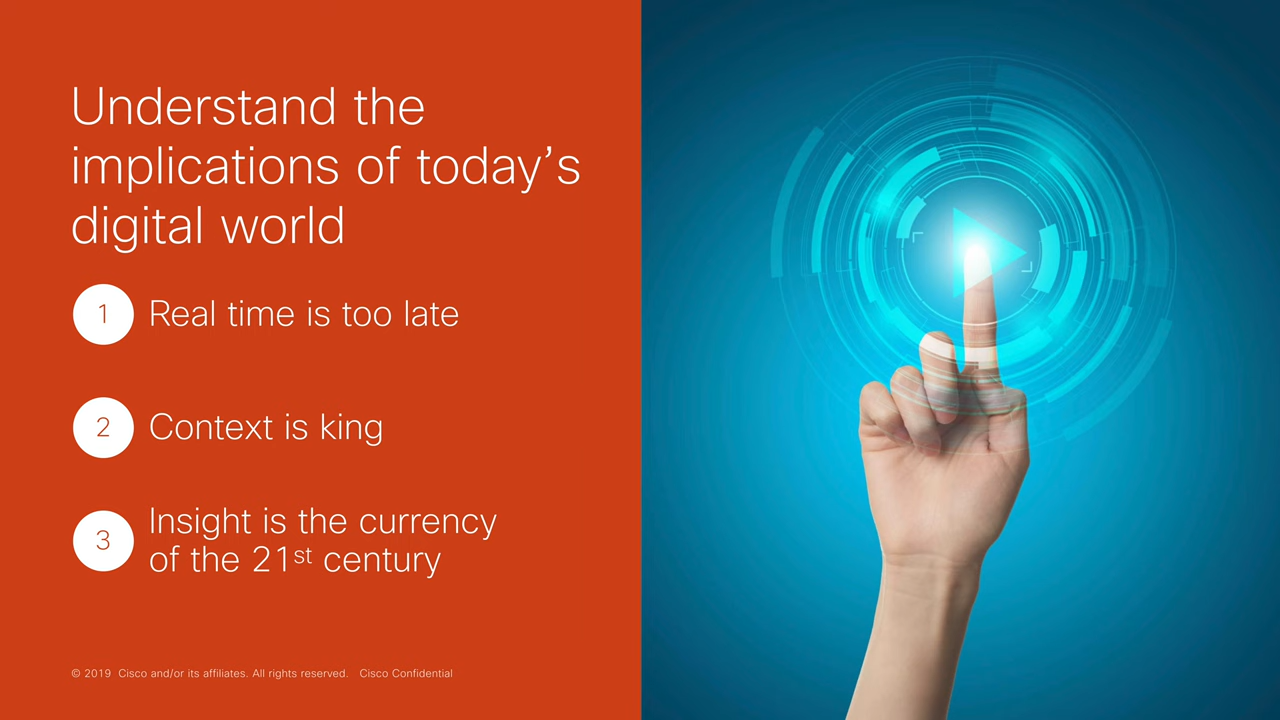 Understand the
implications of today’s
digital world
1 Real time is too late
2 Context is king
3 Insight is the currency
of the 21st century
© 2019 Cisco and/or its affiliates. All rights reserved. Cisco Confidential